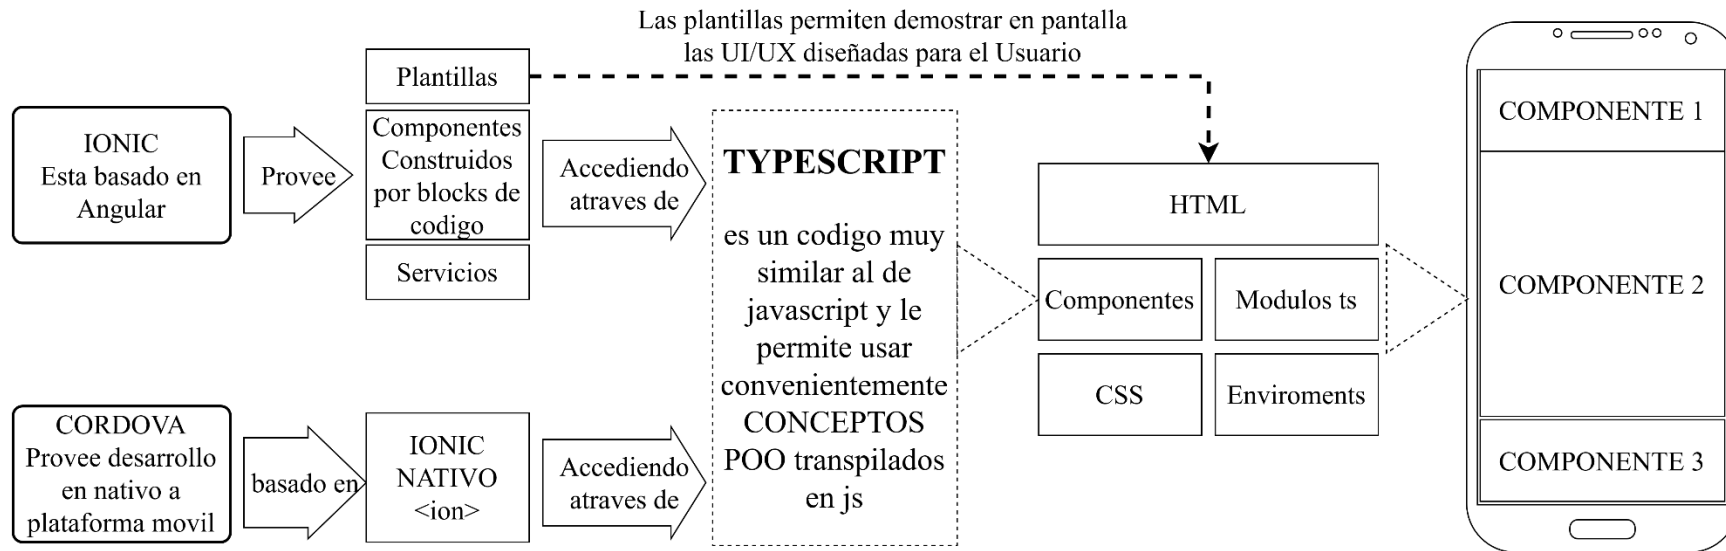 Las plantillas permiten demostrar en pantalla
las UI/UX diseñadas para el Usuario
IONIC
Esta basado en
Angular
Provee
Plantillas
Componentes
Construidos
por blocks de
codigo
Servicios
Accediendo
atraves de
CORDOVA
Provee desarrollo
en nativo a
plataforma movil
basado en
IONIC
NATIVO
<ion>
Accediendo
atraves de
TYPESCRIPT
es un codigo muy
similar al de
javascript y le
permite usar
convenientemente
CONCEPTOS
POO transpilados
en js
HTML
Componentes
Modulos ts
CSS
Enviroments
COMPONENTE 1
COMPONENTE 2
COMPONENTE 3